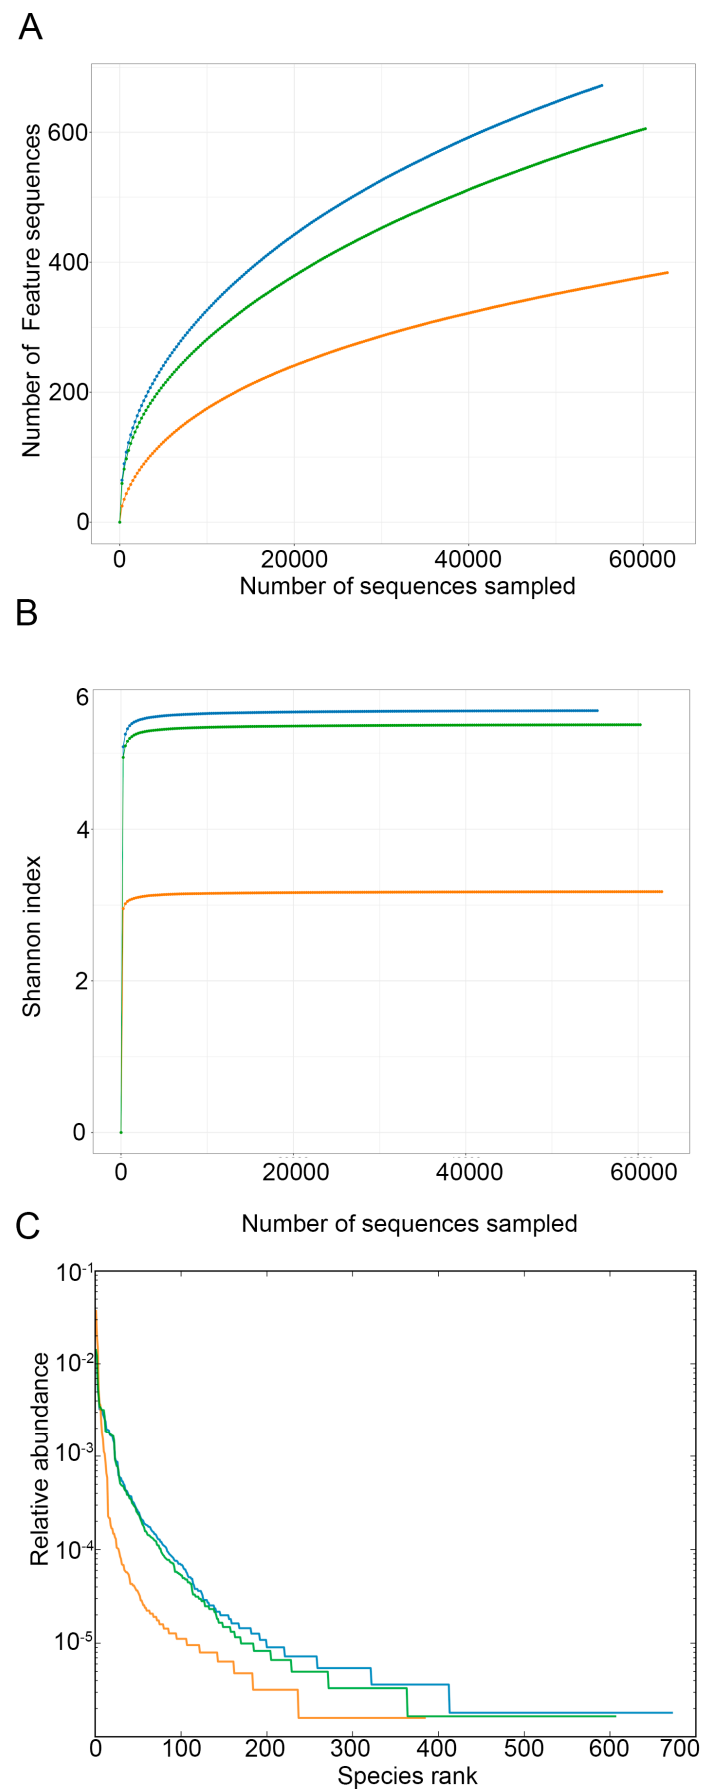 A
Number of Feature sequences
600
400
200
0
0 20000 40000 60000
Number of sequences sampled
B
Shannon index
6
4
2
0
0 20000 40000 60000
Number of sequences sampled
C
Relative abundance
10-1
10-2
10-3
10-4
10-5
0 100 200 300 400 500 600 700
Species rank